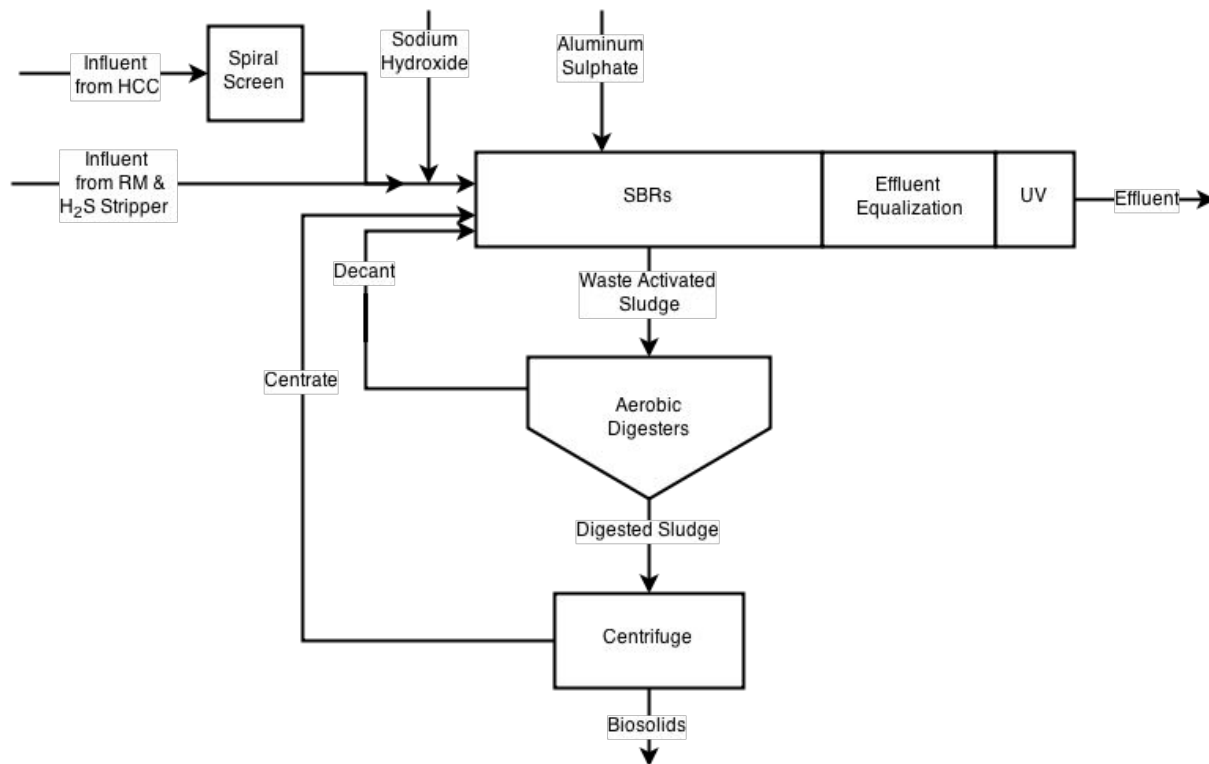 Influent
from HCC
Spiral
Screen
Sodium
Hydroxide
Aluminum
Sulphate
Influent
from RM &
H₂S Stripper
SBRs
Effluent
Equalization
UV
Effluent
Decant
Waste Activated
Sludge
Centrate
Aerobic
Digesters
Digested Sludge
Centrifuge
Biosolids